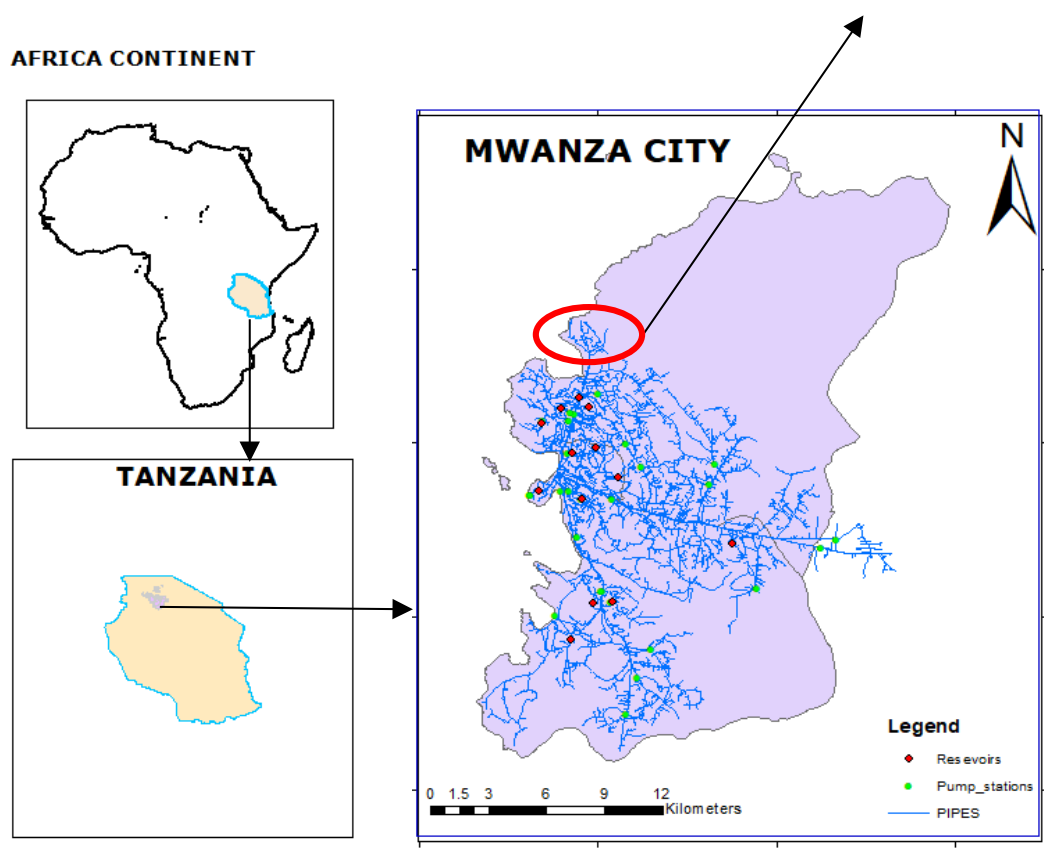 AFRICA CONTINENT
MWANZA CITY
N
TANZANIA
Legend
Resevoirs
Pump_stations
PIPES
0 1.5 3 6 9 12
Kilometers